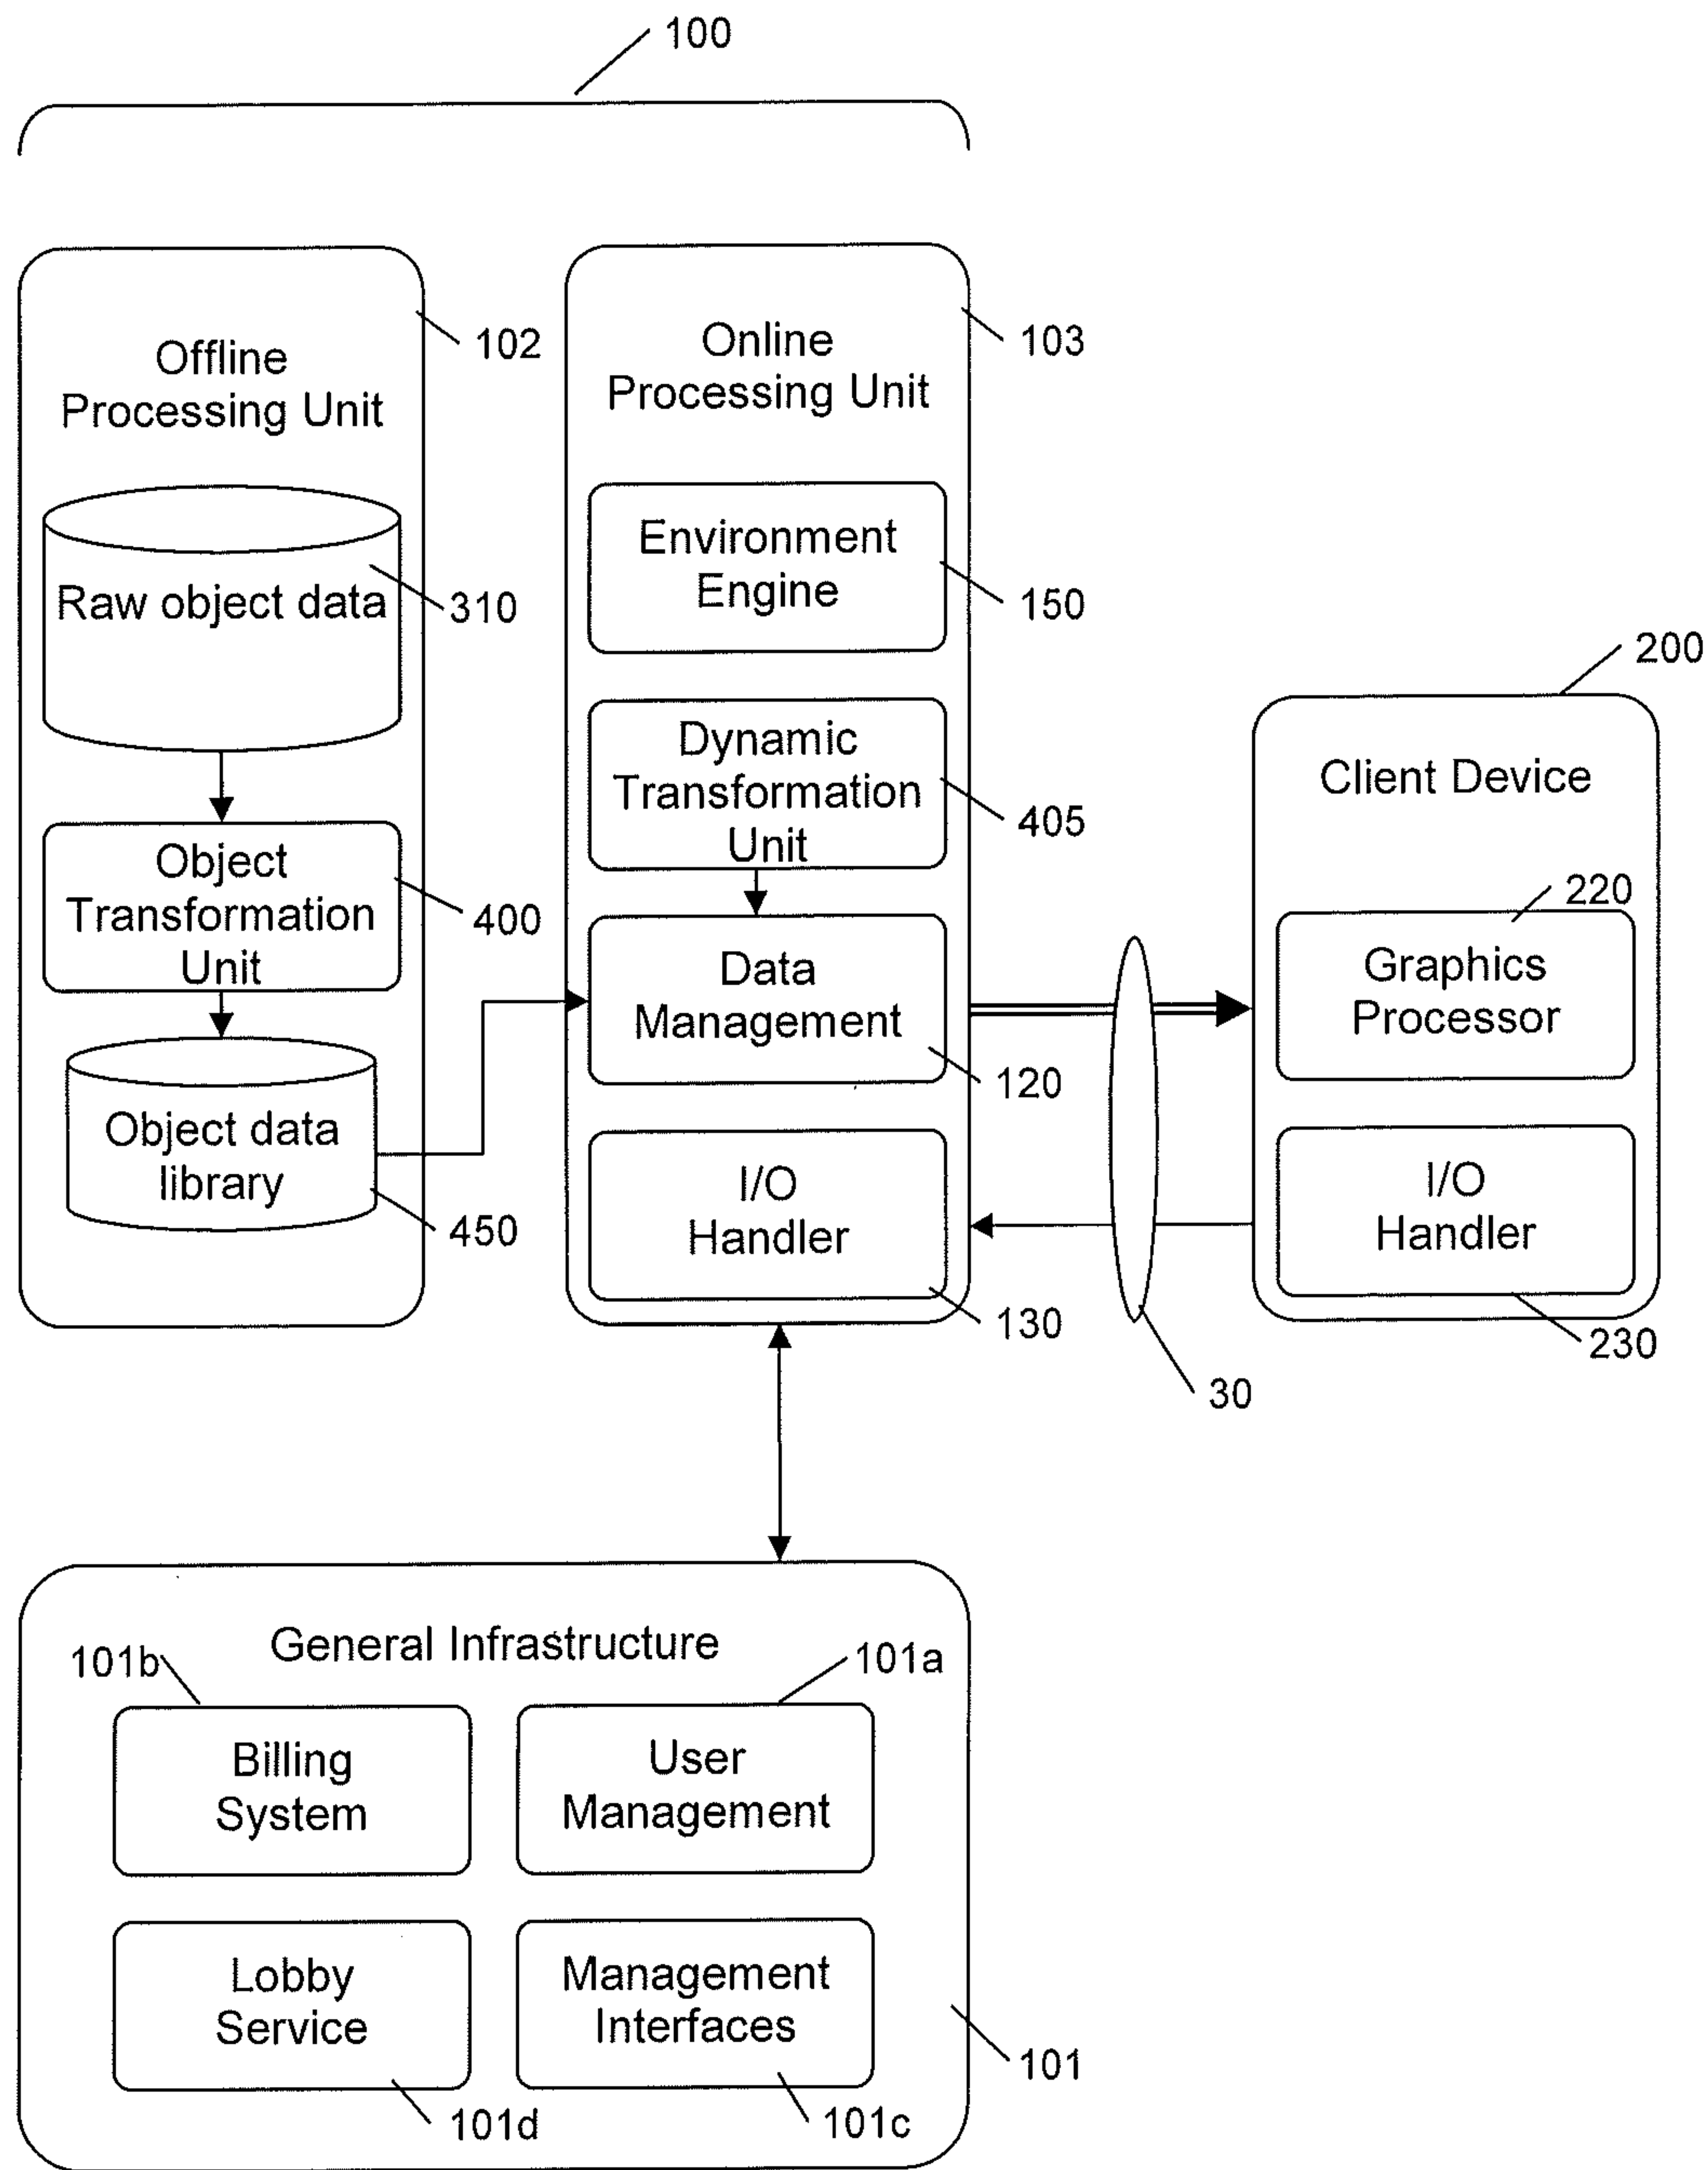 100
Offline
Processing Unit
102
Raw object data
310
Object
Transformation
Unit
400
Object data
library
450
Online
Processing Unit
103
Environment
Engine
150
Dynamic
Transformation
Unit
405
Data
Management
120
I/O
Handler
130
200
Client Device
220
Graphics
Processor
I/O
Handler
230
30
General Infrastructure
101b
101a
Billing
System
User
Management
Lobby
Service
Management
Interfaces
101
101d
101c